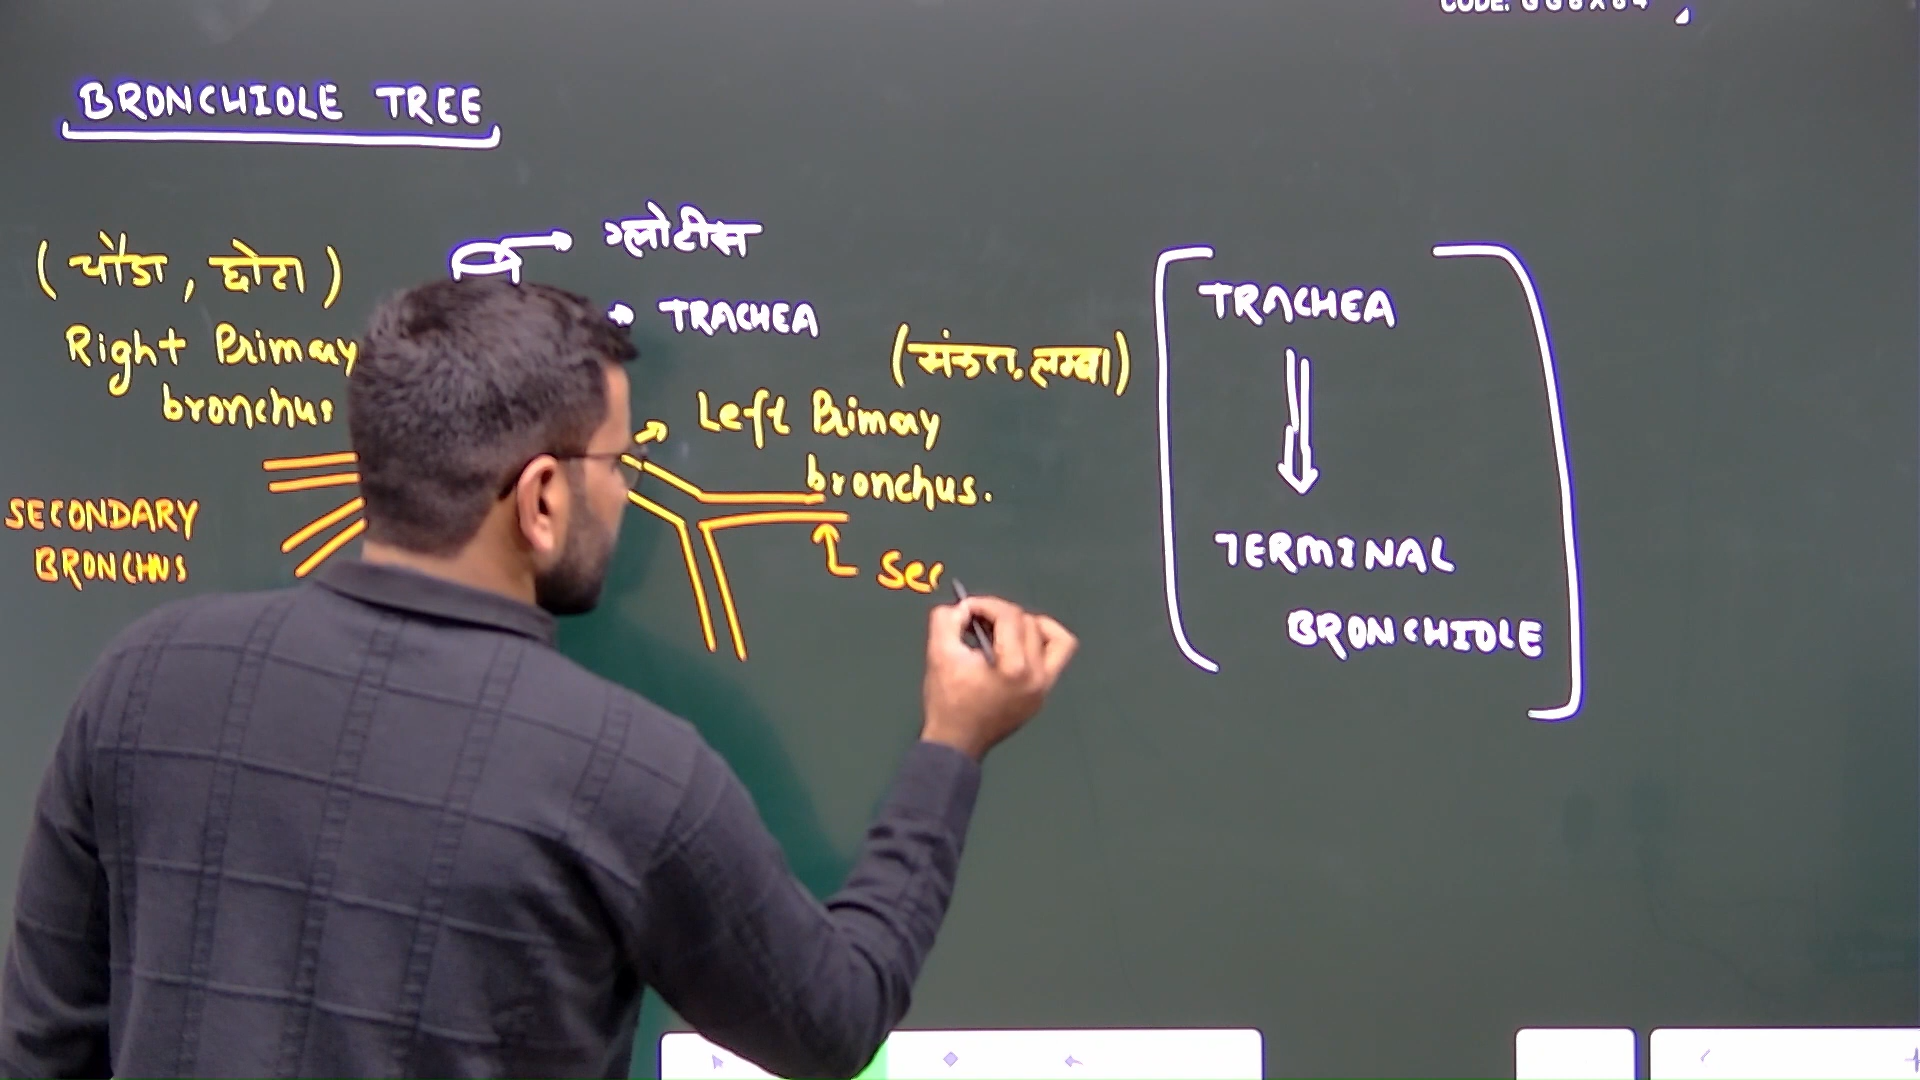 BRONCHIOLE TREE
ग्लोटीस
(चौडा, छोटा)
TRACHEA
Right Primary
bronchus
(संकरा, लम्बा)
Left Primary
bronchus.
SECONDARY
BRONCHUS
Sec
TRACHEA
TERMINAL
BRONCHIOLE